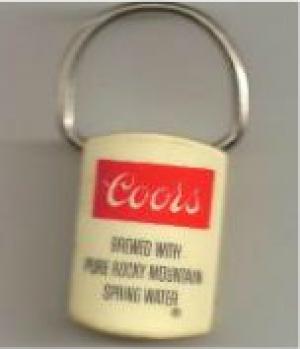 Coors
BREWED WITH
PURE ROCKY MOUNTAIN
SPRING WATER
®